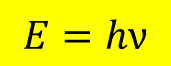 E = hν